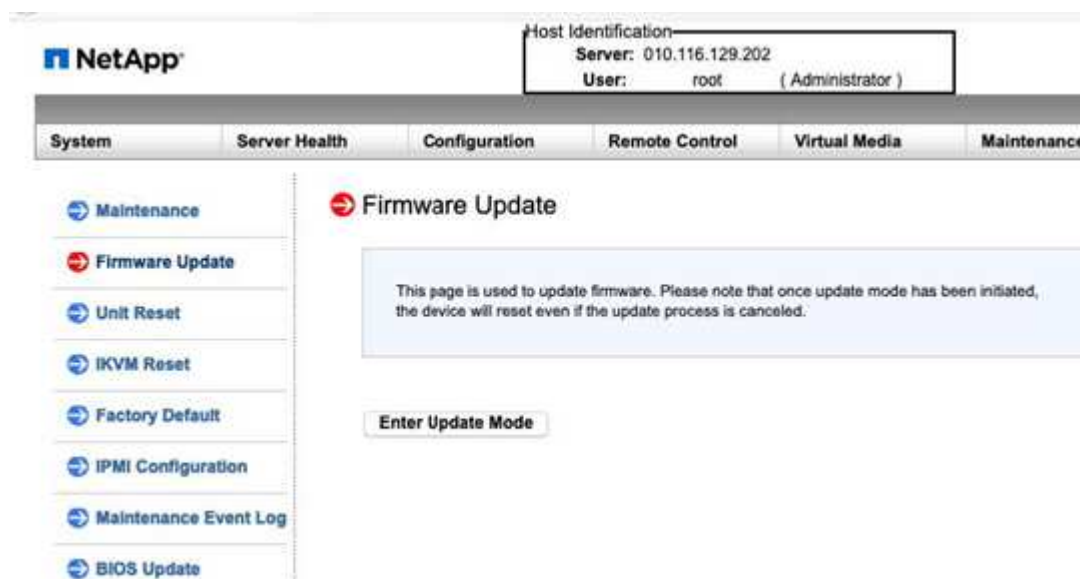 Host Identification
NetApp
Server: 010.116.129.202
User: root ( Administrator )
System Server Health Configuration Remote Control Virtual Media Maintenance
Maintenance
Firmware Update
Firmware Update
This page is used to update firmware. Please note that once update mode has been initiated,
the device will reset even if the update process is canceled.
Unit Reset
IKVM Reset
Factory Default
Enter Update Mode
IPMI Configuration
Maintenance Event Log
BIOS Update